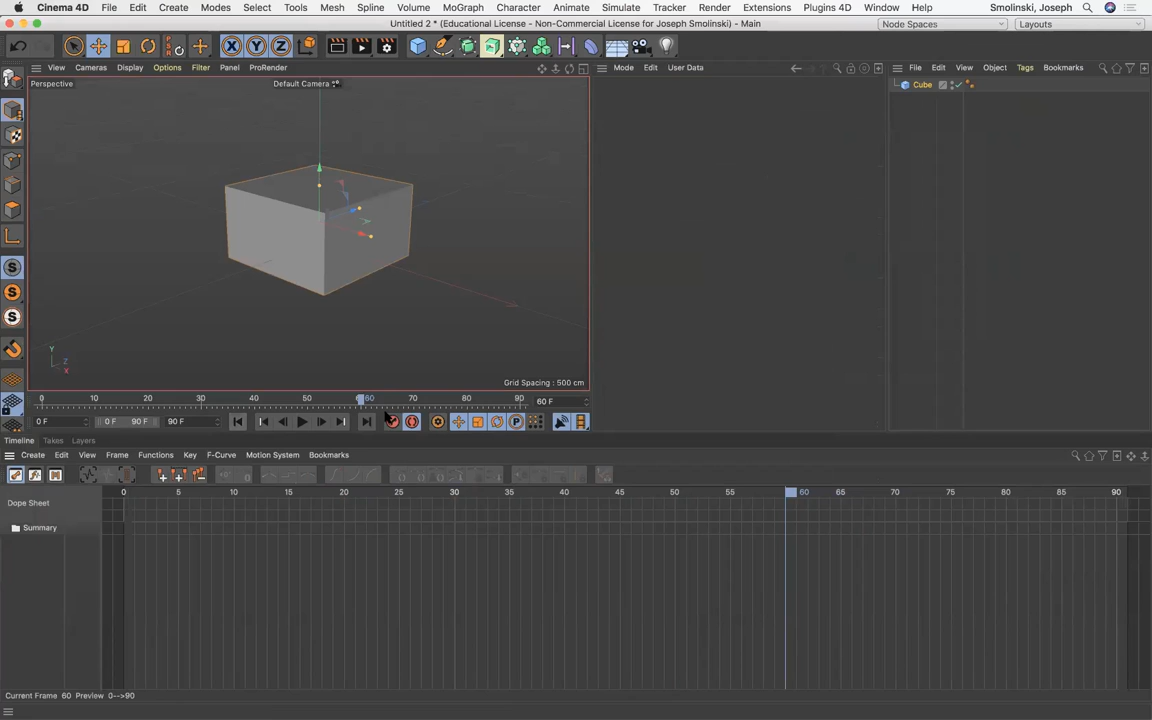 Cinema 4D File Edit Create Modes Select Tools Mesh Spline Volume MoGraph Character Animate Simulate Tracker Render Extensions Plugins 4D Window Help Smolinski, Joseph
Untitled 2 * (Educational License - Non-Commercial License for Joseph Smolinski) - Main Node Spaces Layouts
X Y Z
View Cameras Display Options Filter Panel ProRender Mode Edit User Data File Edit View Object Tags Bookmarks
Perspective Default Camera Cube
S
S
S
Y
Z
X
Grid Spacing : 500 cm
0 10 20 30 40 50 60 70 80 90 60 F
0 F 0 F 90 F 90 F P
Timeline Takes Layers
Create Edit View Frame Functions Key F-Curve Motion System Bookmarks
0 5 10 15 20 25 30 35 40 45 50 55 60 65 70 75 80 85 90
Dope Sheet
Summary
Current Frame 60 Preview 0-->90